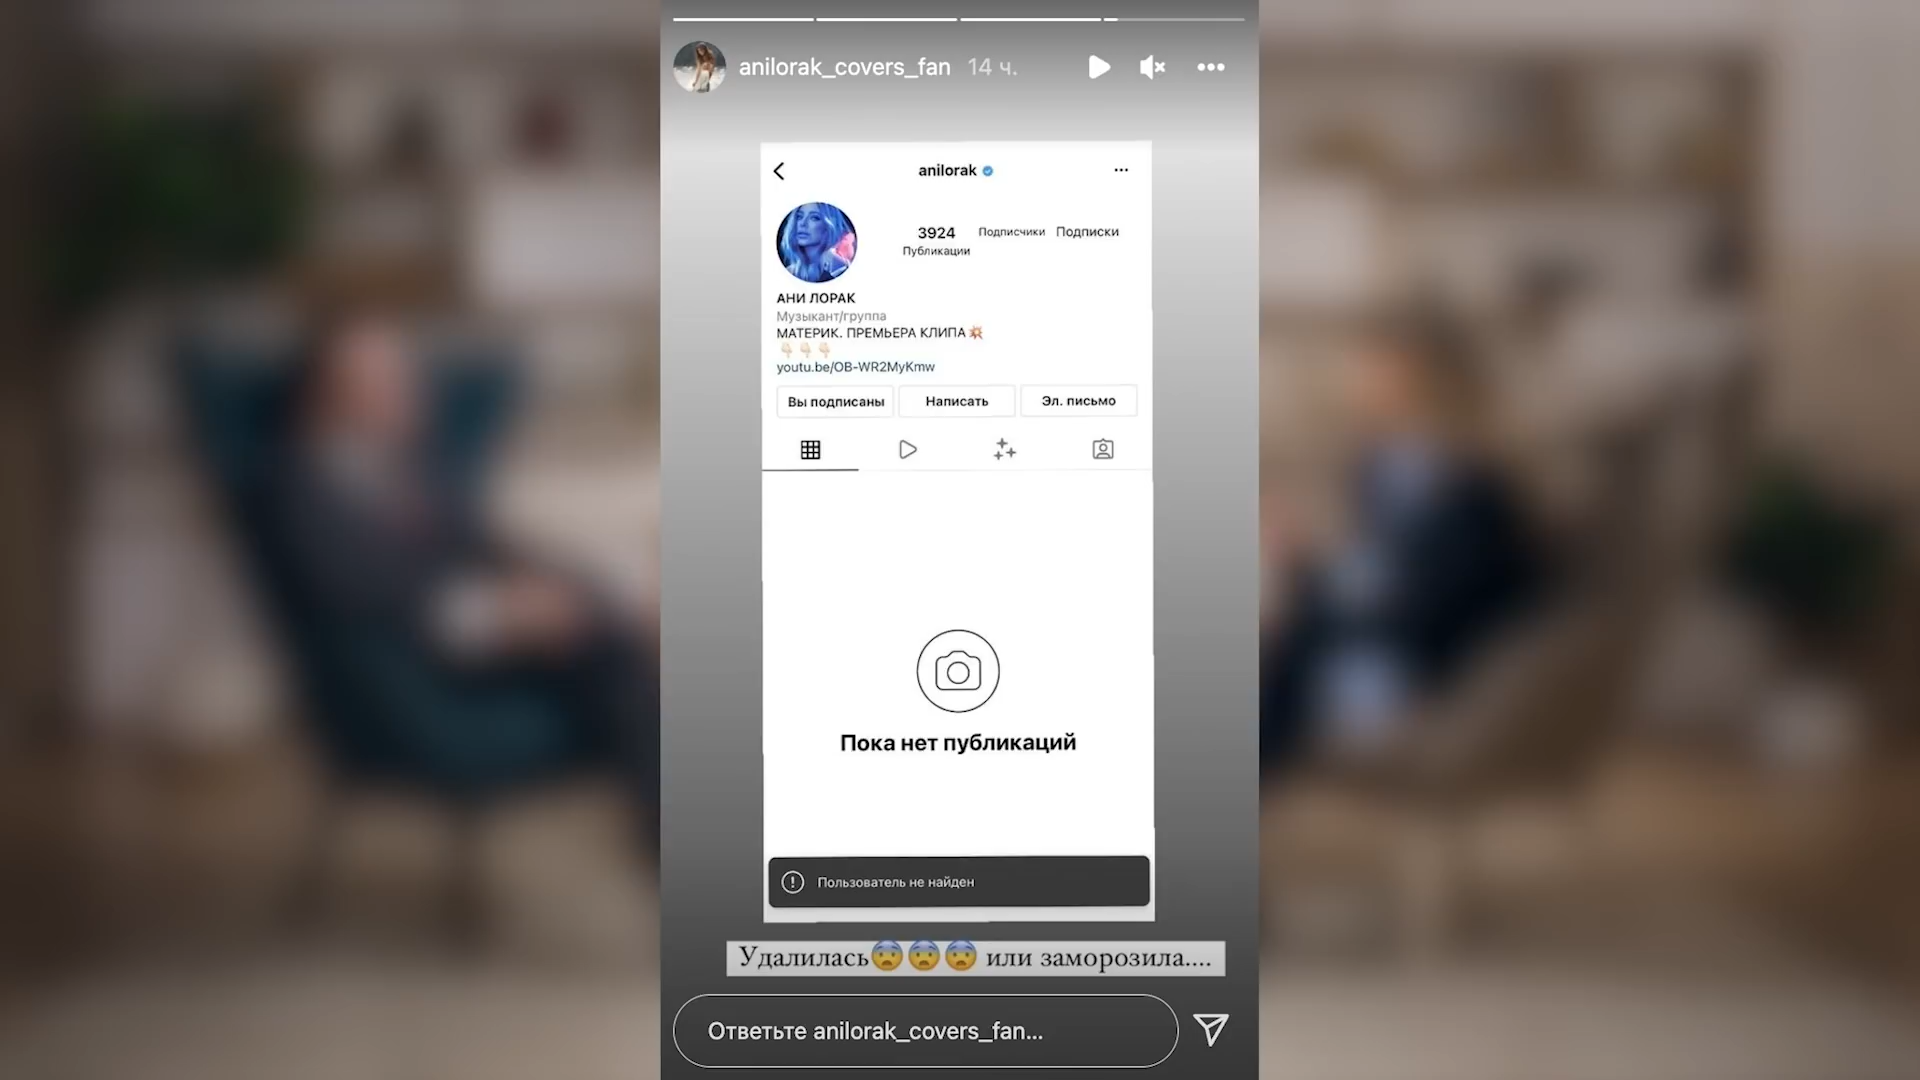 anilorak_covers_fan 14 ч.
anilorak
3924 Подписчики Подписки
Публикации
АНИ ЛОРАК
Музыкант/группа
МАТЕРИК. ПРЕМЬЕРА КЛИПА💥
👇🏻👇🏻👇🏻
youtu.be/OB-WR2MyKmw
Вы подписаны Написать Эл. письмо
Пока нет публикаций
Пользователь не найден
Удалилась😨😨😨 или заморозила....
Ответьте anilorak_covers_fan...